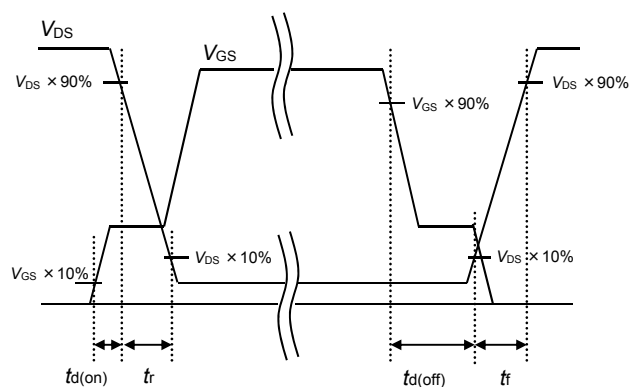 VDS
VGS
VDS × 90%
VGS × 90%
VDS × 90%
VGS × 10%
VDS × 10%
VDS × 10%
td(on)
tr
td(off)
tf